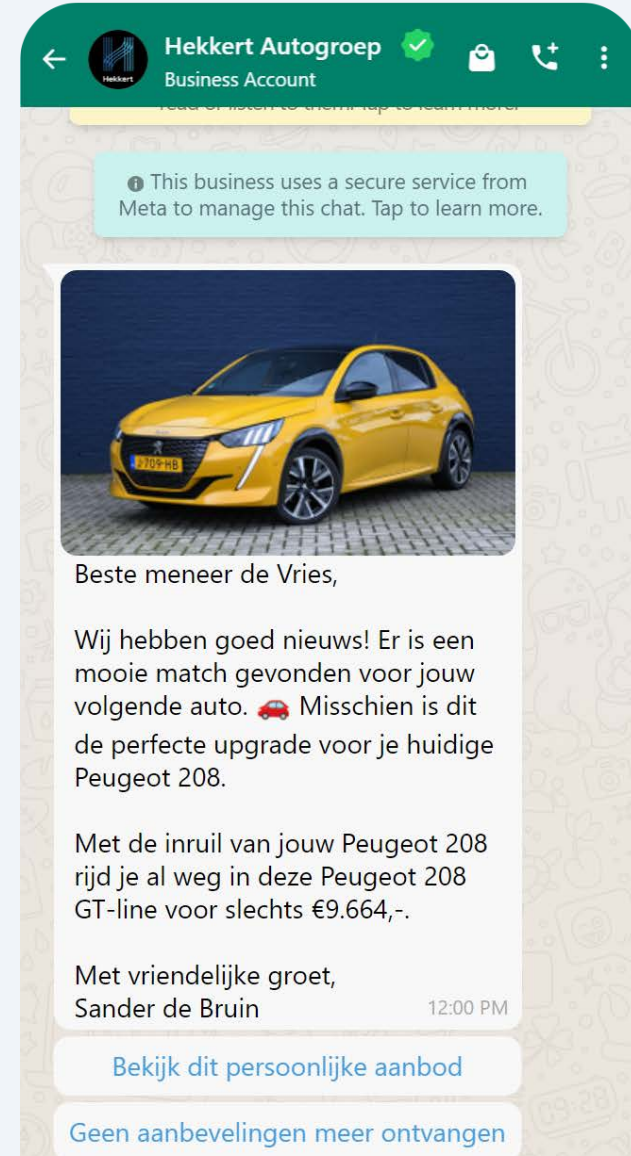 Hekkert Autogroep
Hekkert
Business Account
This business uses a secure service from
Meta to manage this chat. Tap to learn more.
Beste meneer de Vries,
Wij hebben goed nieuws! Er is een
mooie match gevonden voor jouw
volgende auto. 🚗 Misschien is dit
de perfecte upgrade voor je huidige
Peugeot 208.
Met de inruil van jouw Peugeot 208
rijd je al weg in deze Peugeot 208
GT-line voor slechts €9.664,-.
Met vriendelijke groet,
Sander de Bruin
12:00 PM
Bekijk dit persoonlijke aanbod
Geen aanbevelingen meer ontvangen